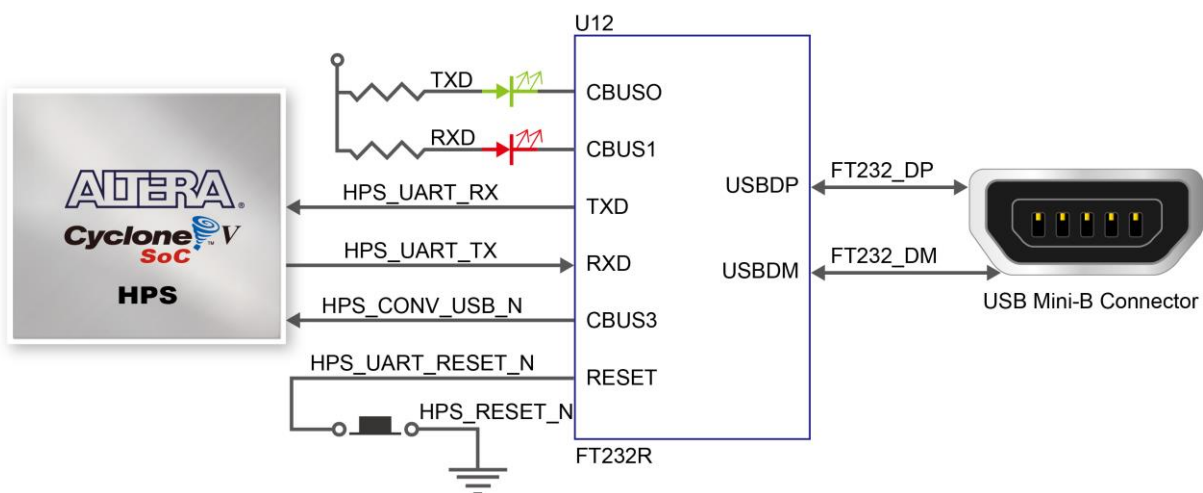 U12
TXD
CBUSO
RXD
CBUS1
ALTERA®
Cyclone™ V
SoC
HPS
HPS_UART_RX
TXD
HPS_UART_TX
RXD
HPS_CONV_USB_N
CBUS3
HPS_UART_RESET_N
RESET
HPS_RESET_N
FT232R
USBDP
FT232_DP
USBDM
FT232_DM
USB Mini-B Connector